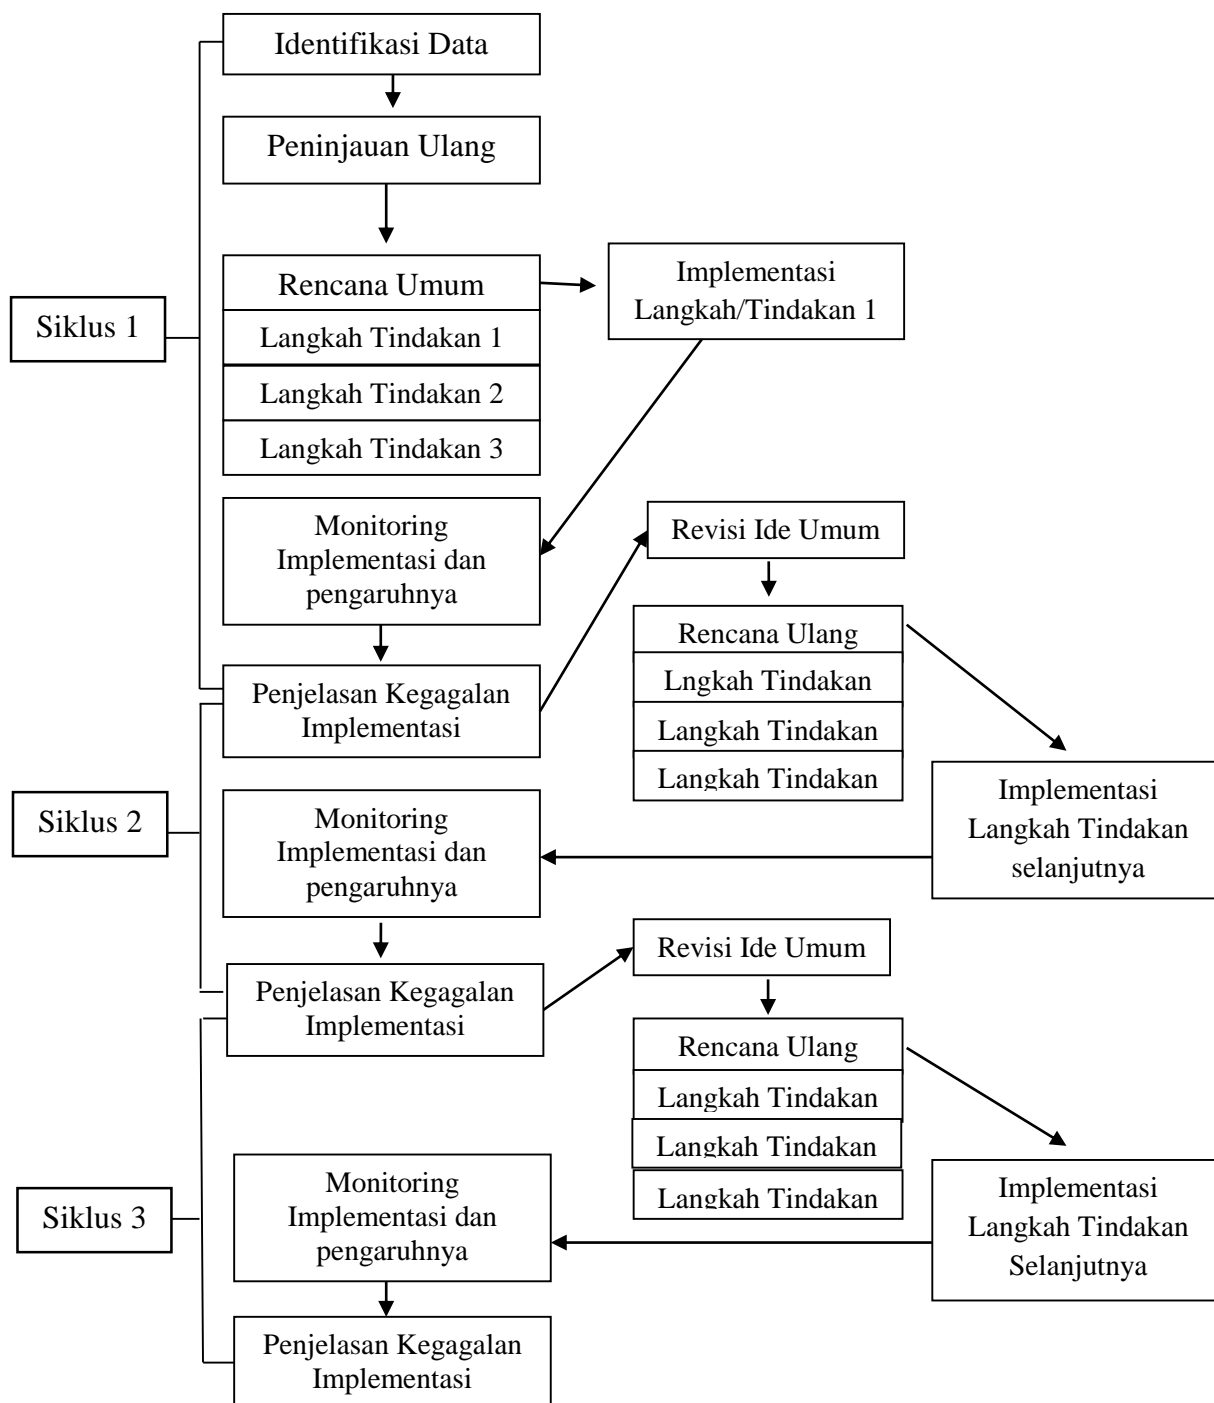 Identifikasi Data
Peninjauan Ulang
Rencana Umum
Langkah Tindakan 1
Langkah Tindakan 2
Langkah Tindakan 3
Implementasi
Langkah/Tindakan 1
Siklus 1
Monitoring
Implementasi dan
pengaruhnya
Penjelasan Kegagalan
Implementasi
Revisi Ide Umum
Rencana Ulang
Lngkah Tindakan
Langkah Tindakan
Langkah Tindakan
Implementasi
Langkah Tindakan
selanjutnya
Siklus 2
Monitoring
Implementasi dan
pengaruhnya
Penjelasan Kegagalan
Implementasi
Revisi Ide Umum
Rencana Ulang
Langkah Tindakan
Langkah Tindakan
Langkah Tindakan
Implementasi
Langkah Tindakan
Selanjutnya
Siklus 3
Monitoring
Implementasi dan
pengaruhnya
Penjelasan Kegagalan
Implementasi